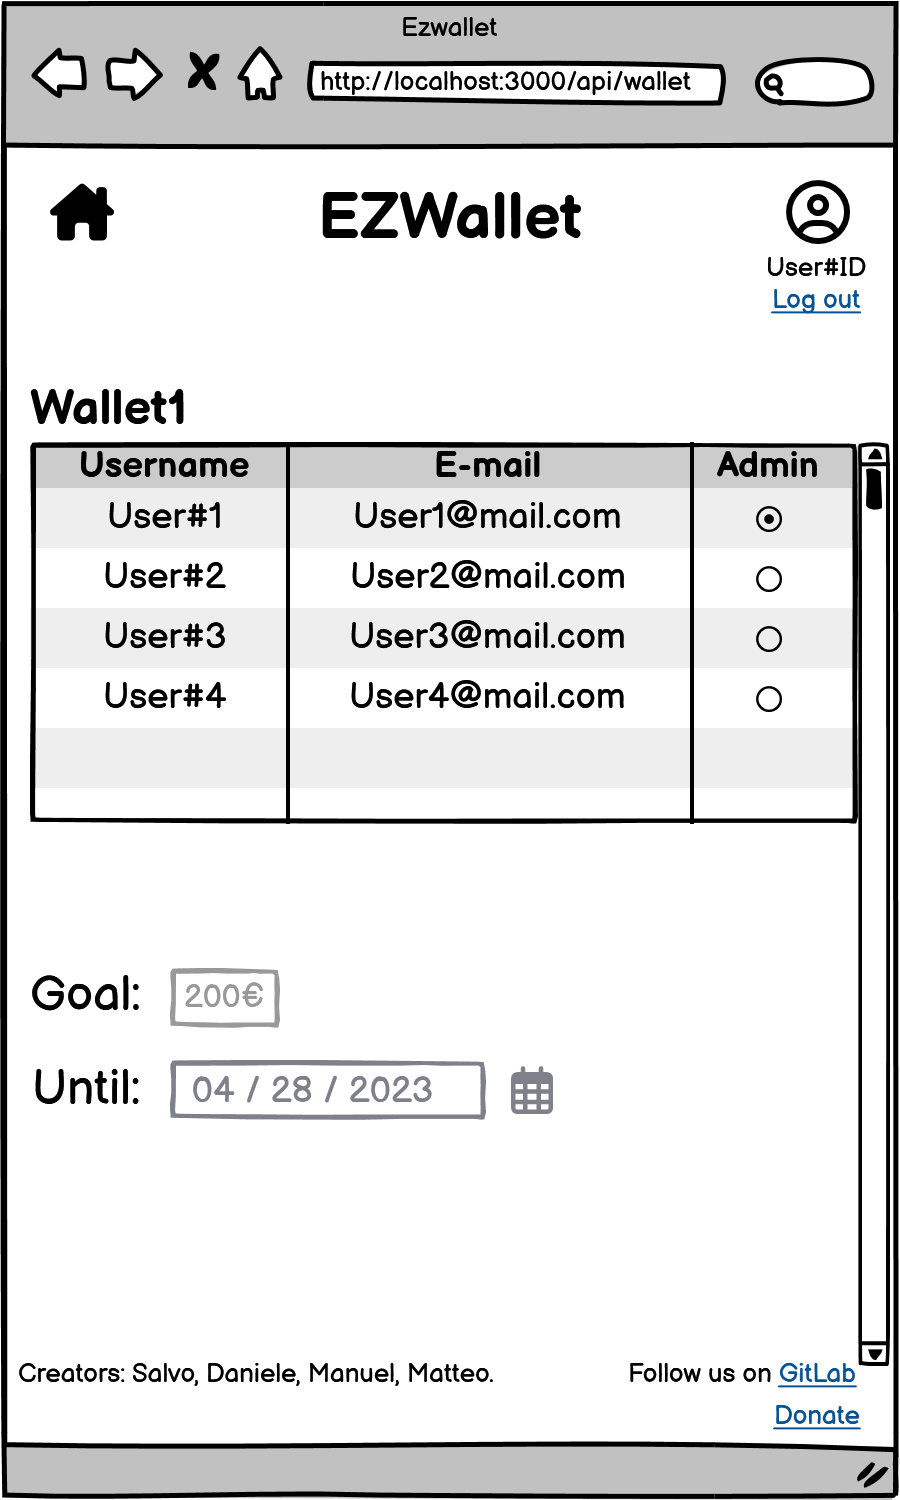 Ezwallet
http://localhost:3000/api/wallet
EZWallet
User#ID
Log out
Wallet1
Username E-mail Admin
User#1 User1@mail.com
User#2 User2@mail.com
User#3 User3@mail.com
User#4 User4@mail.com
Goal: 200€
Until: 04 / 28 / 2023
Creators: Salvo, Daniele, Manuel, Matteo. Follow us on GitLab
Donate